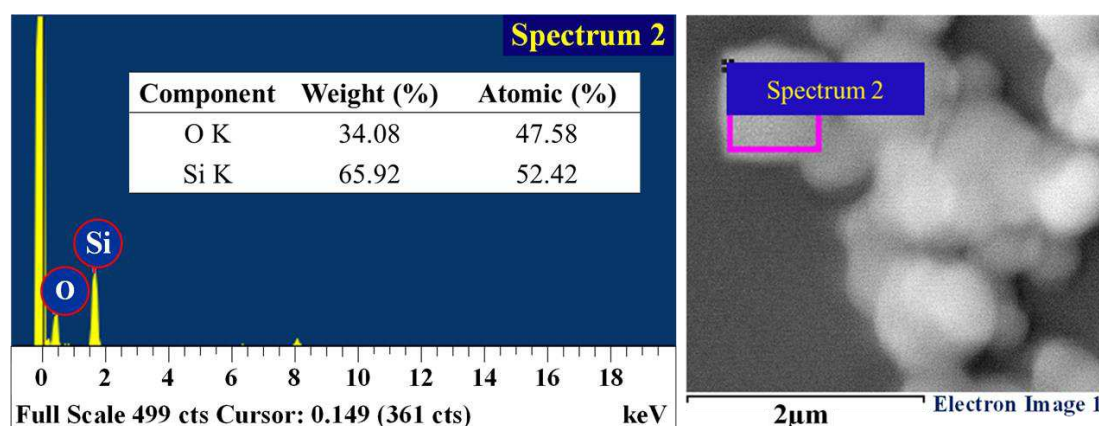 Spectrum 2
Component Weight (%) Atomic (%)
O K 34.08 47.58
Si K 65.92 52.42
Si
O
0 2 4 6 8 10 12 14 16 18
Full Scale 499 cts Cursor: 0.149 (361 cts) keV
Spectrum 2
2μm
Electron Image 1